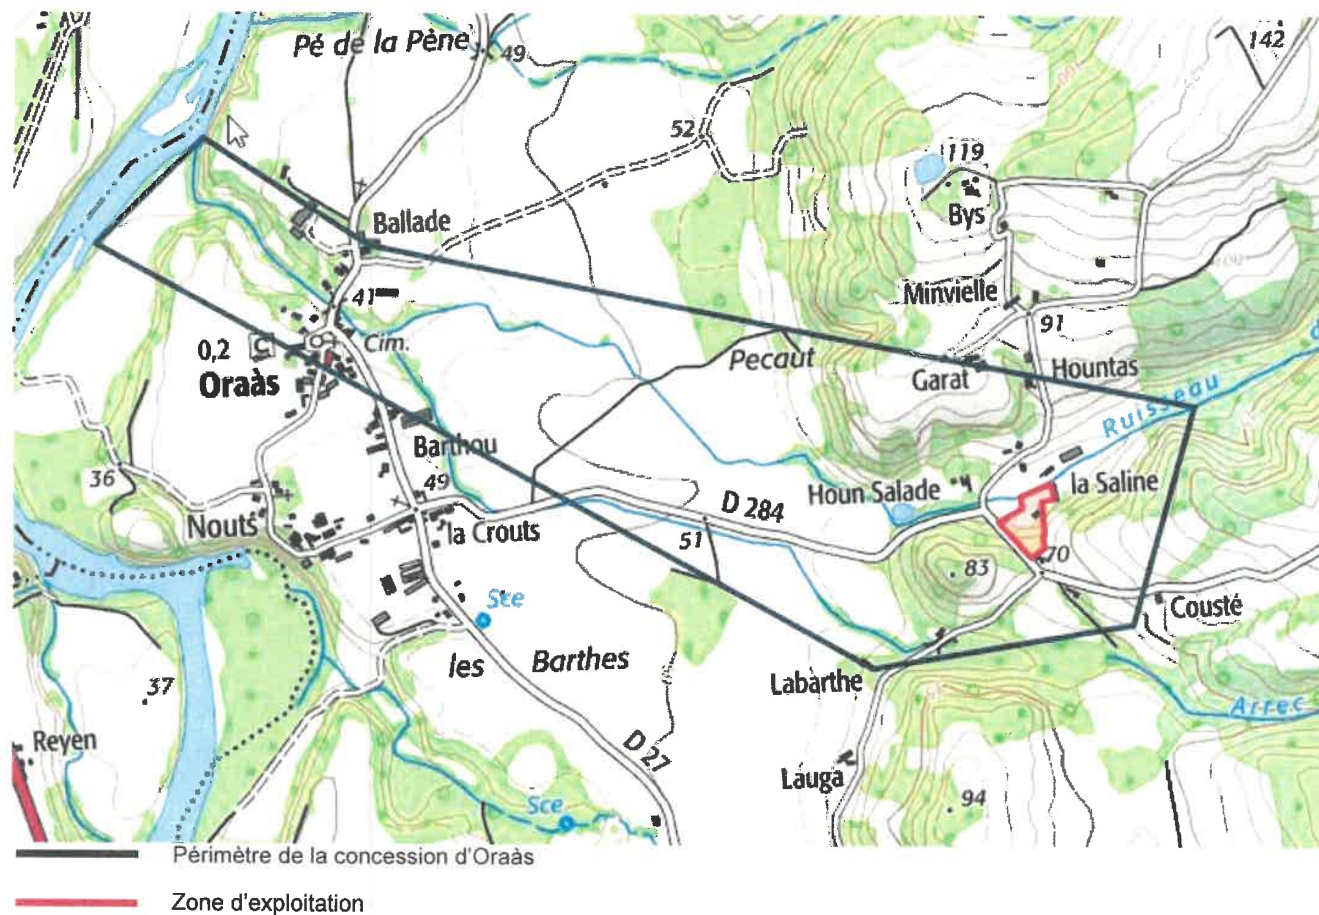 Pé de la Pène
49
142
52
119
Bys
Ballade
Minvielle
41
91
0,2
C
Cim.
Oraàs
Pecaut
Garat
Hountas
Ruisseau
Barthou
36
49
Houn Salade
la Saline
D 284
Nouts
la Crouts
51
70
83
Sce
Cousté
les Barthes
37
Labarthe
Arrec
Reyen
D 27
Lauga
Sce
94
Périmètre de la concession d'Oraàs
Zone d'exploitation